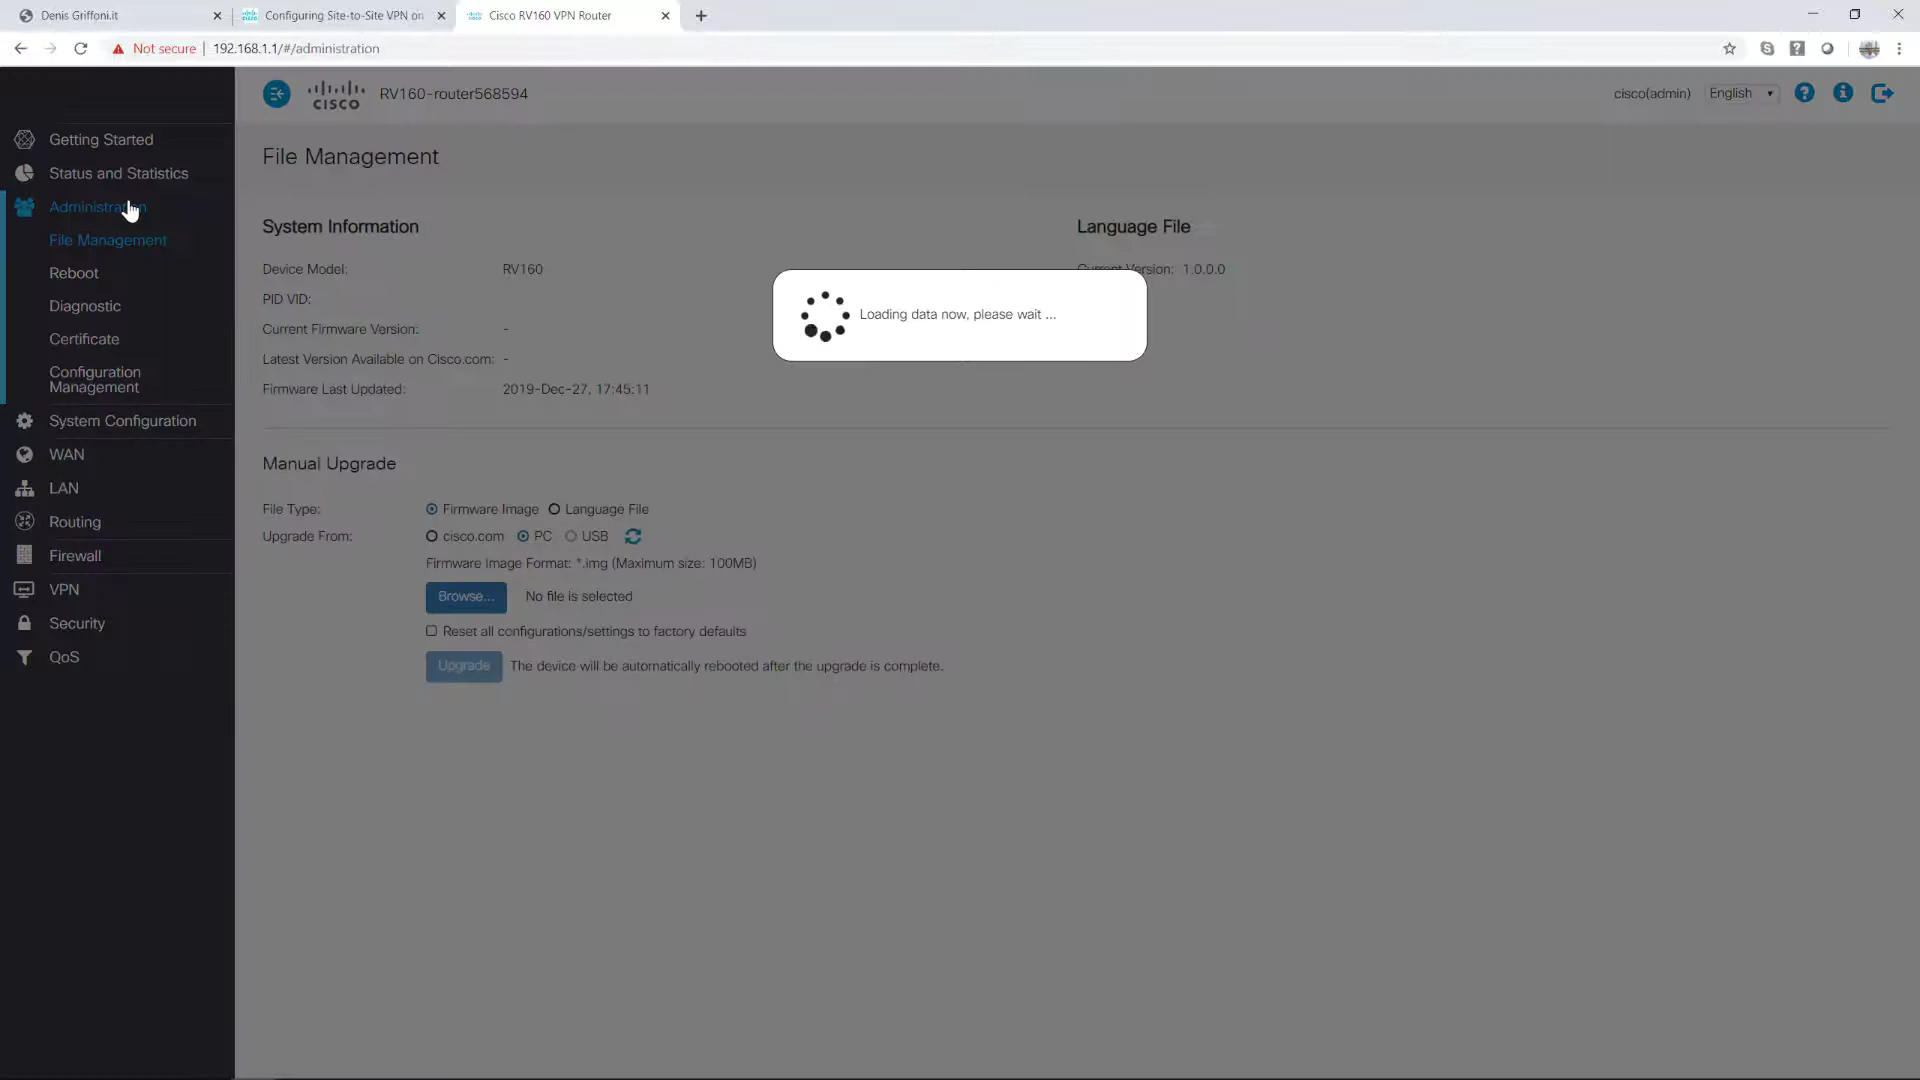 Denis Griffoni.it
Configuring Site-to-Site VPN on
Cisco RV160 VPN Router
Not secure
192.168.1.1/#/administration
cisco
RV160-router568594
cisco(admin)
English
Getting Started
Status and Statistics
Administration
File Management
Reboot
Diagnostic
Certificate
Configuration
Management
System Configuration
WAN
LAN
Routing
Firewall
VPN
Security
QoS
File Management
System Information
Language File
Device Model: RV160
Current Version: 1.0.0.0
PID VID:
Current Firmware Version: -
Latest Version Available on Cisco.com: -
Firmware Last Updated: 2019-Dec-27, 17:45:11
Loading data now, please wait ...
Manual Upgrade
File Type: Firmware Image Language File
Upgrade From: cisco.com PC USB
Firmware Image Format: *.img (Maximum size: 100MB)
Browse... No file is selected
Reset all configurations/settings to factory defaults
Upgrade The device will be automatically rebooted after the upgrade is complete.